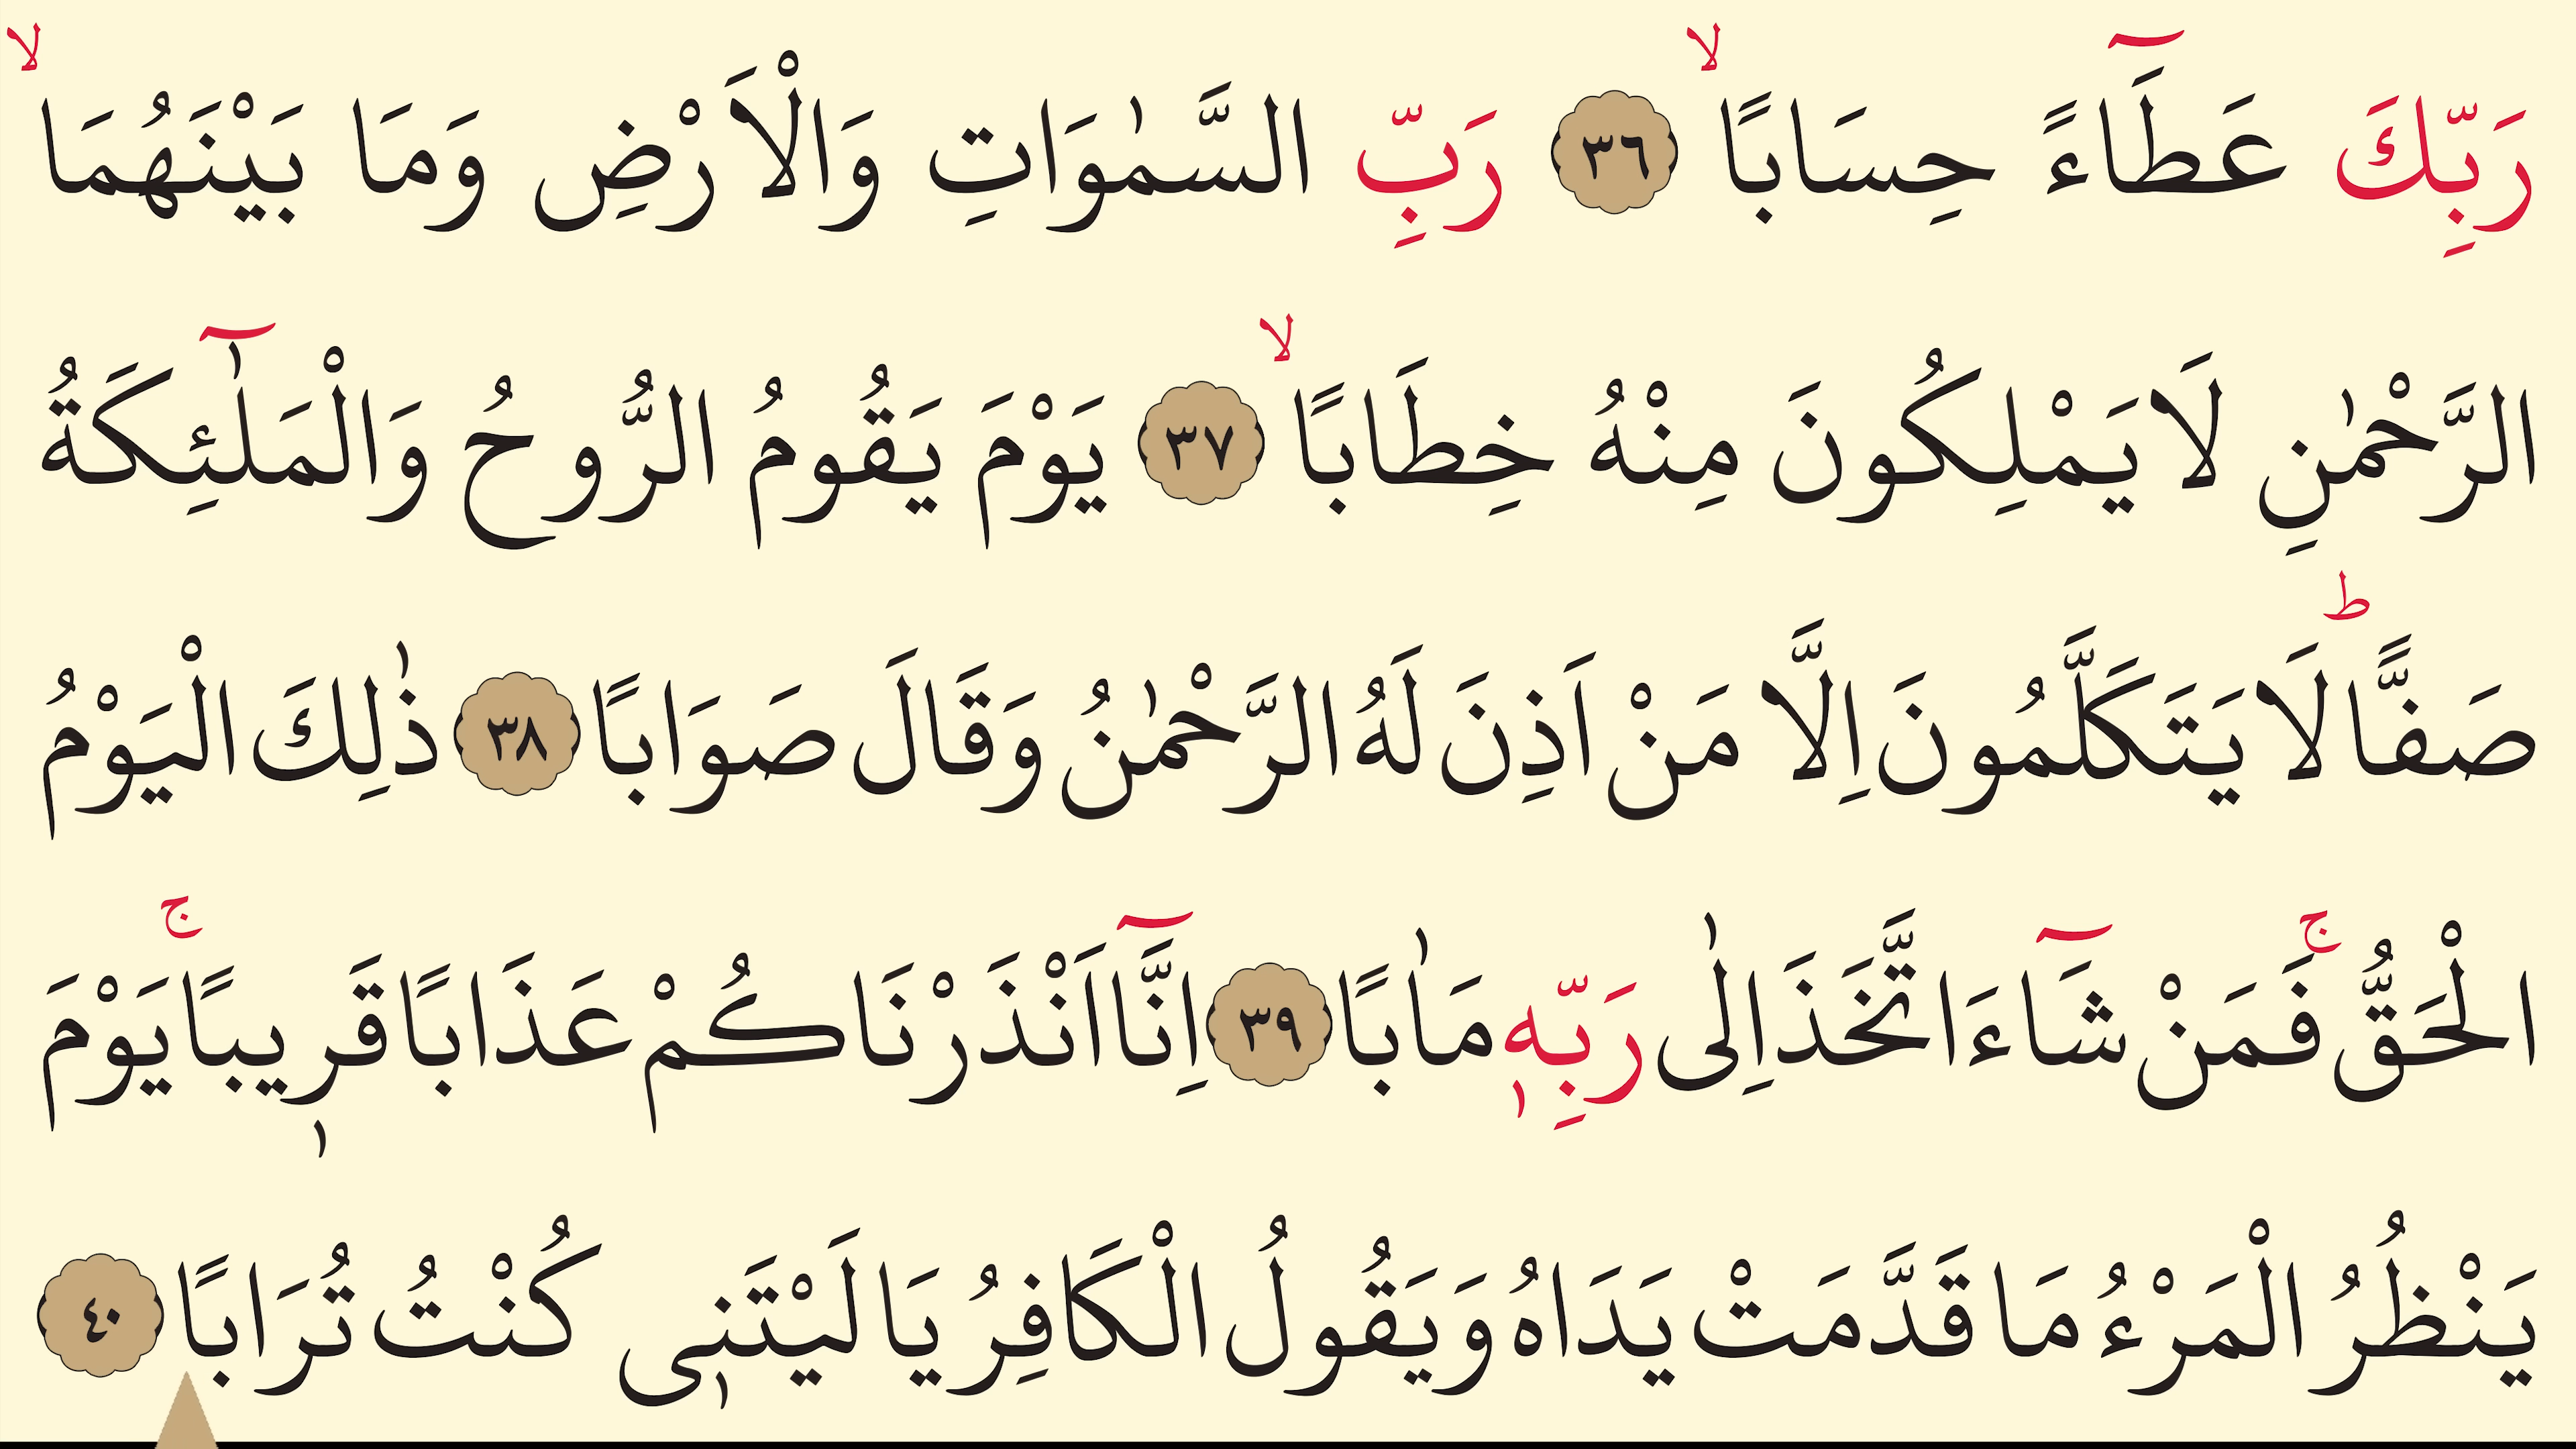 رَبِّكَ عَطَٓاءً حِسَابًاۙ ﴿٣٦﴾ رَبِّ السَّمٰوَاتِ وَالْاَرْضِ وَمَا بَيْنَهُمَاۙ
الرَّحْمٰنِ لَا يَمْلِكُونَ مِنْهُ خِطَابًاۙ ﴿٣٧﴾ يَوْمَ يَقُومُ الرُّوحُ وَالْمَلٰٓئِكَةُ
صَفًّاۜ لَا يَتَكَلَّمُونَ اِلَّا مَنْ اَذِنَ لَهُ الرَّحْمٰنُ وَقَالَ صَوَابًا ﴿٣٨﴾ ذٰلِكَ الْيَوْمُ
الْحَقُّۚ فَمَنْ شَٓاءَ اتَّخَذَ اِلٰى رَبِّهٖ مَاٰبًا ﴿٣٩﴾ اِنَّٓا اَنْذَرْنَاكُمْ عَذَابًا قَرٖيبًاۚ يَوْمَ
يَنْظُرُ الْمَرْءُ مَا قَدَّمَتْ يَدَاهُ وَيَقُولُ الْكَافِرُ يَا لَيْتَنٖى كُنْتُ تُرَابًا ﴿٤٠﴾